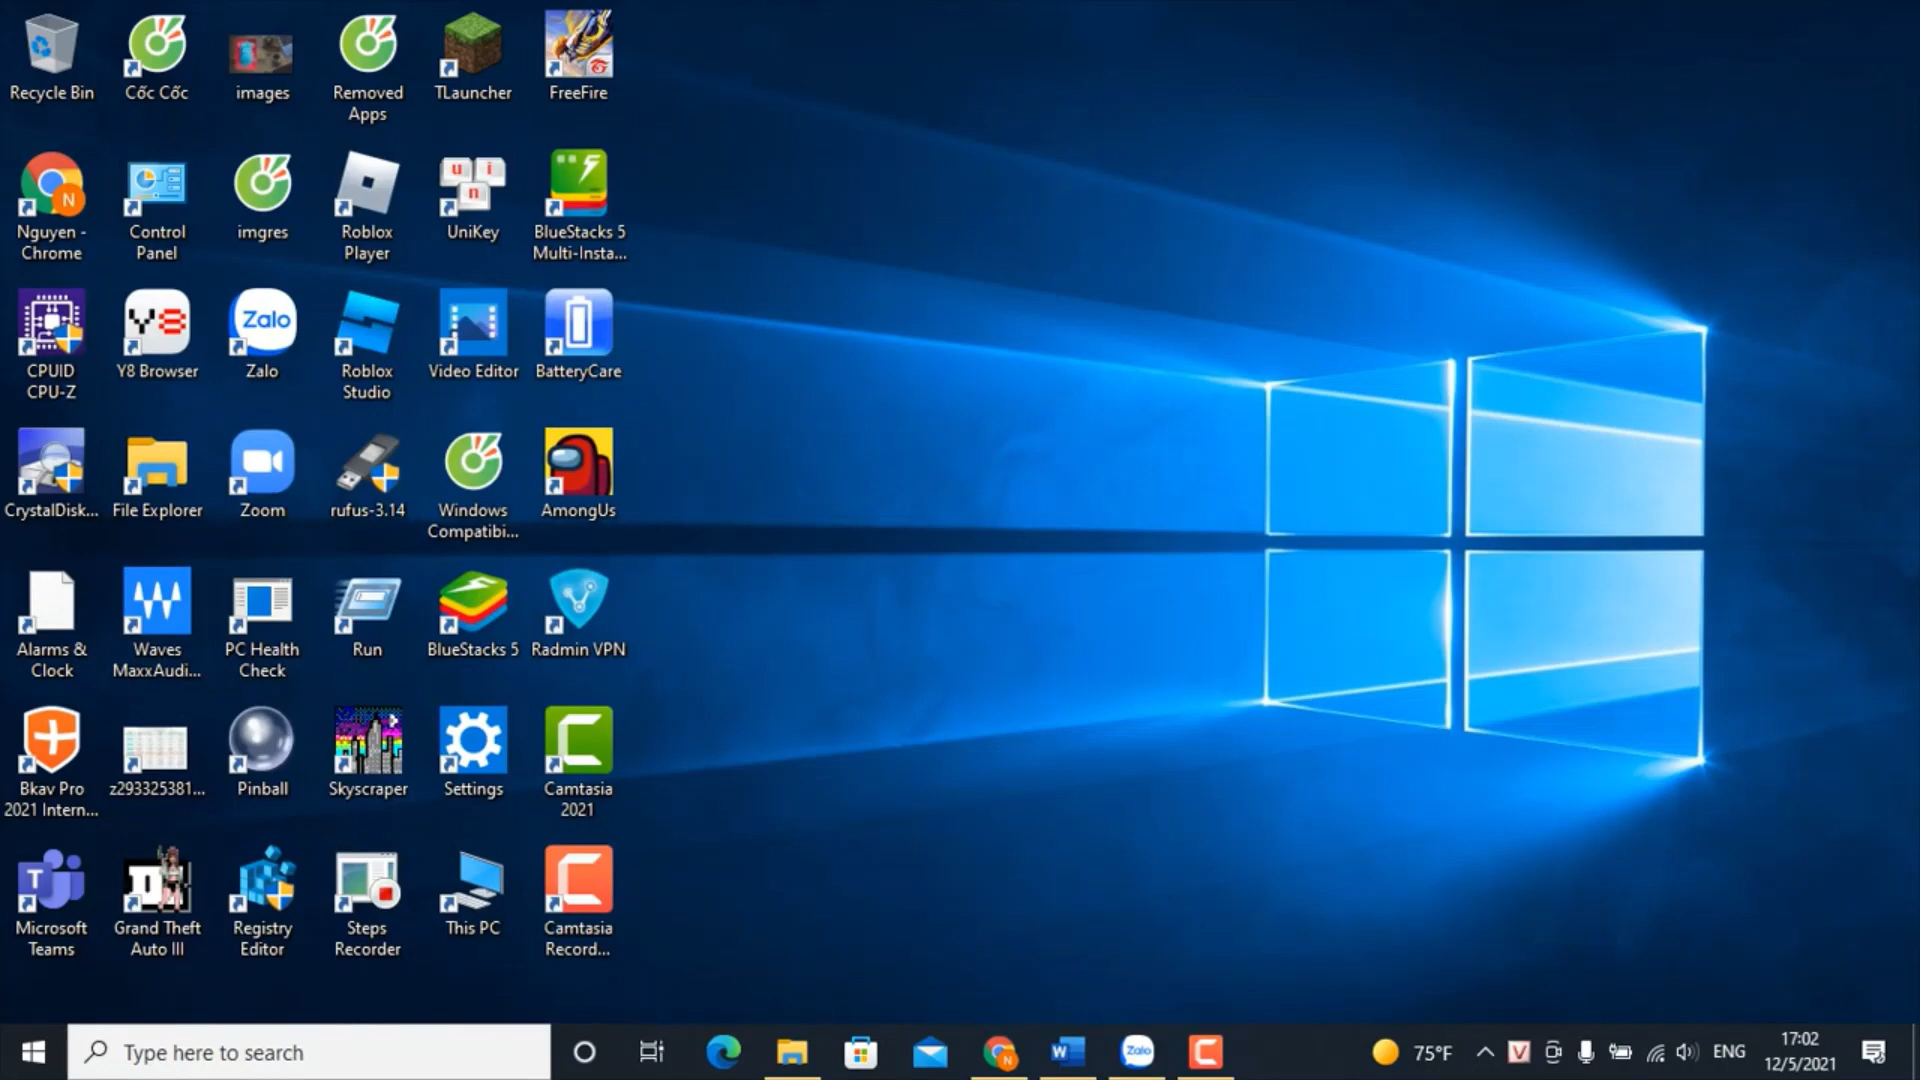 Recycle Bin
Cốc Cốc
images
Removed
Apps
TLauncher
FreeFire
N
Nguyen -
Chrome
Control
Panel
imgres
Roblox
Player
u i
n
UniKey
BlueStacks 5
Multi-Insta...
CPUID
CPU-Z
Y8
Y8 Browser
Zalo
Zalo
Roblox
Studio
Video Editor
BatteryCare
CrystalDisk...
File Explorer
Zoom
rufus-3.14
Windows
Compatibi...
AmongUs
Alarms &
Clock
Waves
MaxxAudi...
PC Health
Check
Run
BlueStacks 5
Radmin VPN
Bkav Pro
2021 Intern...
z293325381...
Pinball
Skyscraper
Settings
Camtasia
2021
T
Microsoft
Teams
Grand Theft
Auto III
Registry
Editor
Steps
Recorder
This PC
Camtasia
Record...
Type here to search
N
W
Zalo
75°F
V
ENG
17:02
12/5/2021